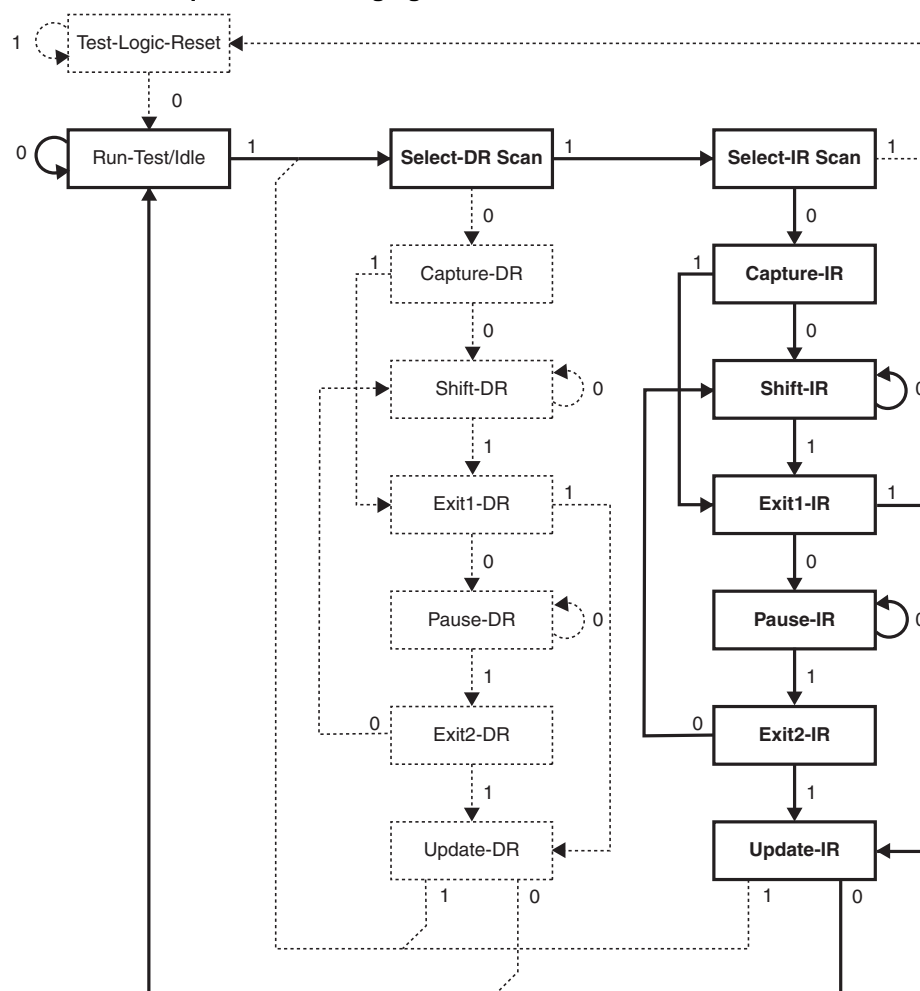 1
Test-Logic-Reset
0
0
Run-Test/Idle
1
Select-DR Scan
1
Select-IR Scan
1
0
0
1
Capture-DR
1
Capture-IR
0
0
Shift-DR
0
Shift-IR
0
1
1
Exit1-DR
1
Exit1-IR
1
0
0
Pause-DR
0
Pause-IR
0
1
1
0
Exit2-DR
0
Exit2-IR
1
1
Update-DR
Update-IR
1
0
1
0